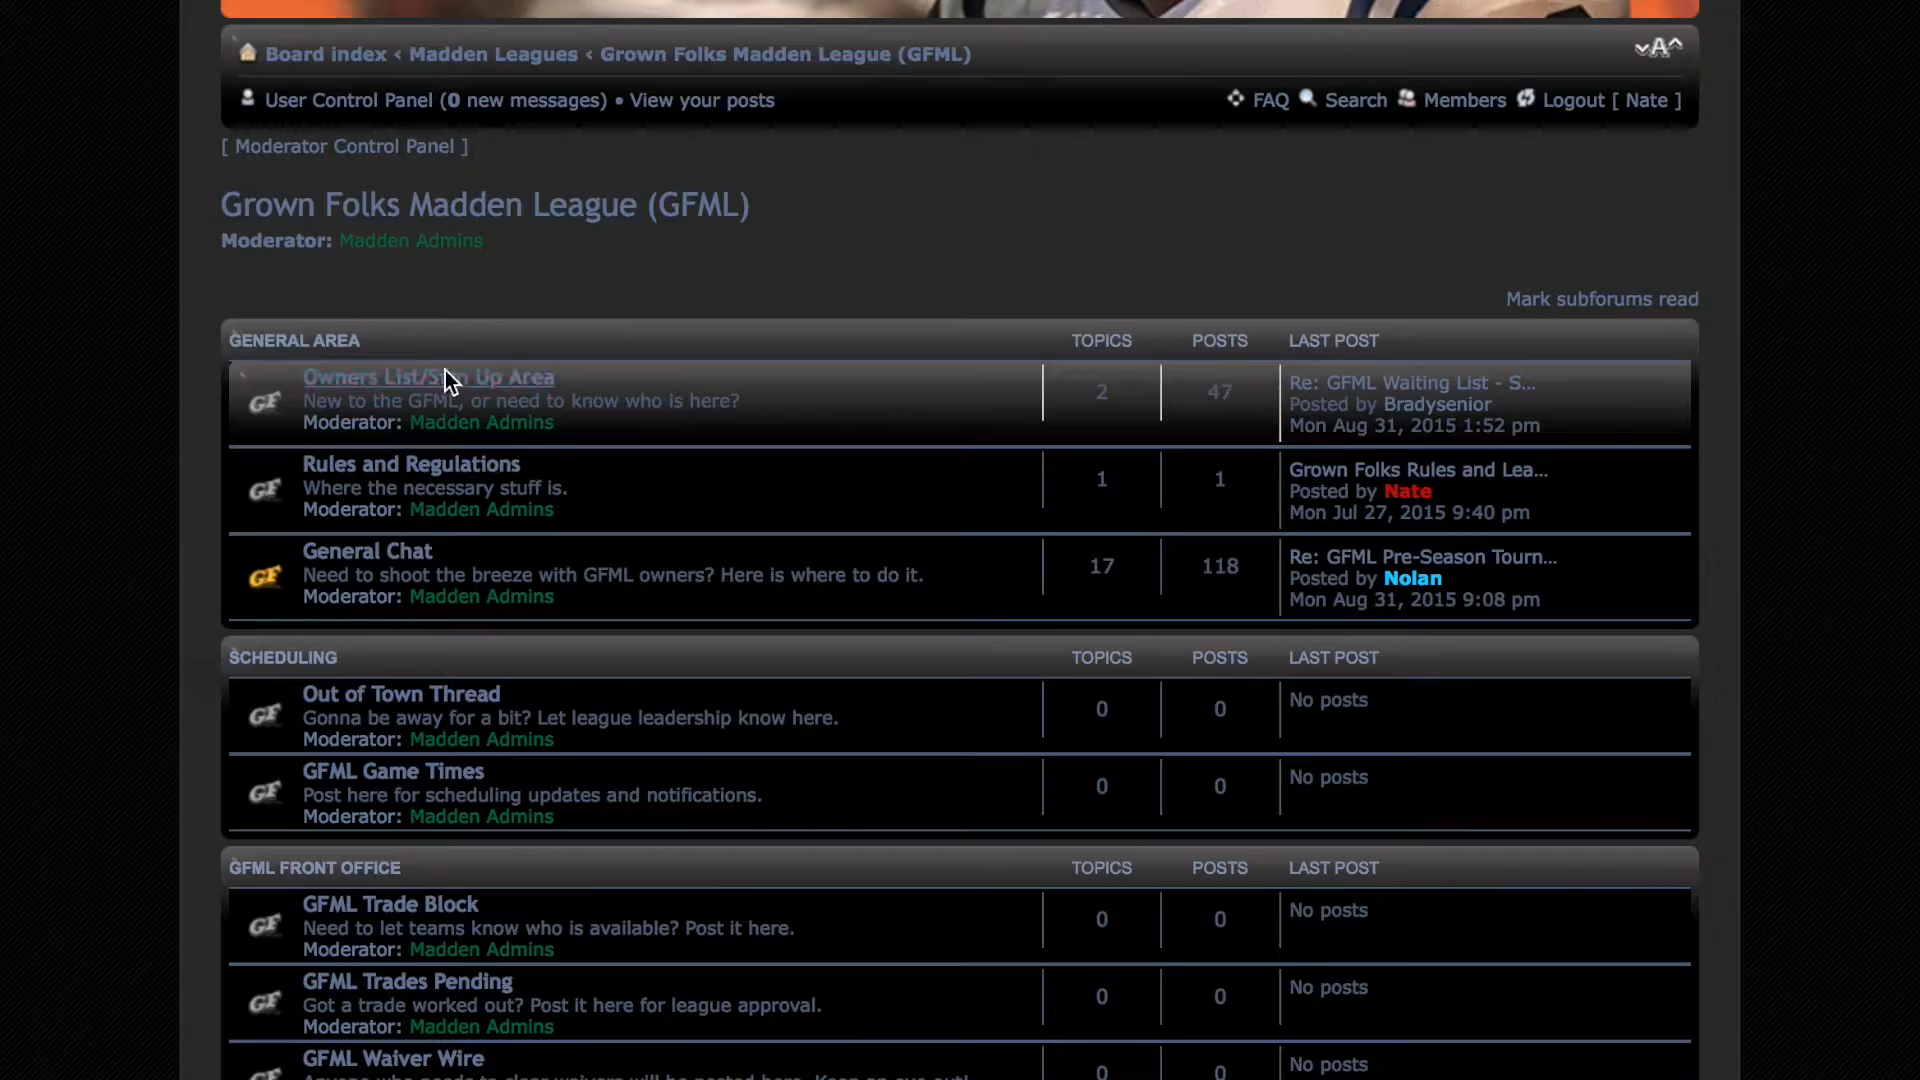 Board index ‹ Madden Leagues ‹ Grown Folks Madden League (GFML)
vA^
User Control Panel (0 new messages) • View your posts
FAQ Search Members Logout [ Nate ]
[ Moderator Control Panel ]
Grown Folks Madden League (GFML)
Moderator: Madden Admins
Mark subforums read
GENERAL AREA TOPICS POSTS LAST POST
Owners List/Sign Up Area
New to the GFML, or need to know who is here?
Moderator: Madden Admins
GF
2
47
Re: GFML Waiting List - S...
Posted by Bradysenior
Mon Aug 31, 2015 1:52 pm
Rules and Regulations
Where the necessary stuff is.
Moderator: Madden Admins
GF
1
1
Grown Folks Rules and Lea...
Posted by Nate
Mon Jul 27, 2015 9:40 pm
General Chat
Need to shoot the breeze with GFML owners? Here is where to do it.
Moderator: Madden Admins
GF
17
118
Re: GFML Pre-Season Tourn...
Posted by Nolan
Mon Aug 31, 2015 9:08 pm
SCHEDULING TOPICS POSTS LAST POST
Out of Town Thread
Gonna be away for a bit? Let league leadership know here.
Moderator: Madden Admins
GF
0
0
No posts
GFML Game Times
Post here for scheduling updates and notifications.
Moderator: Madden Admins
GF
0
0
No posts
GFML FRONT OFFICE TOPICS POSTS LAST POST
GFML Trade Block
Need to let teams know who is available? Post it here.
Moderator: Madden Admins
GF
0
0
No posts
GFML Trades Pending
Got a trade worked out? Post it here for league approval.
Moderator: Madden Admins
GF
0
0
No posts
GFML Waiver Wire
GF
0
0
No posts